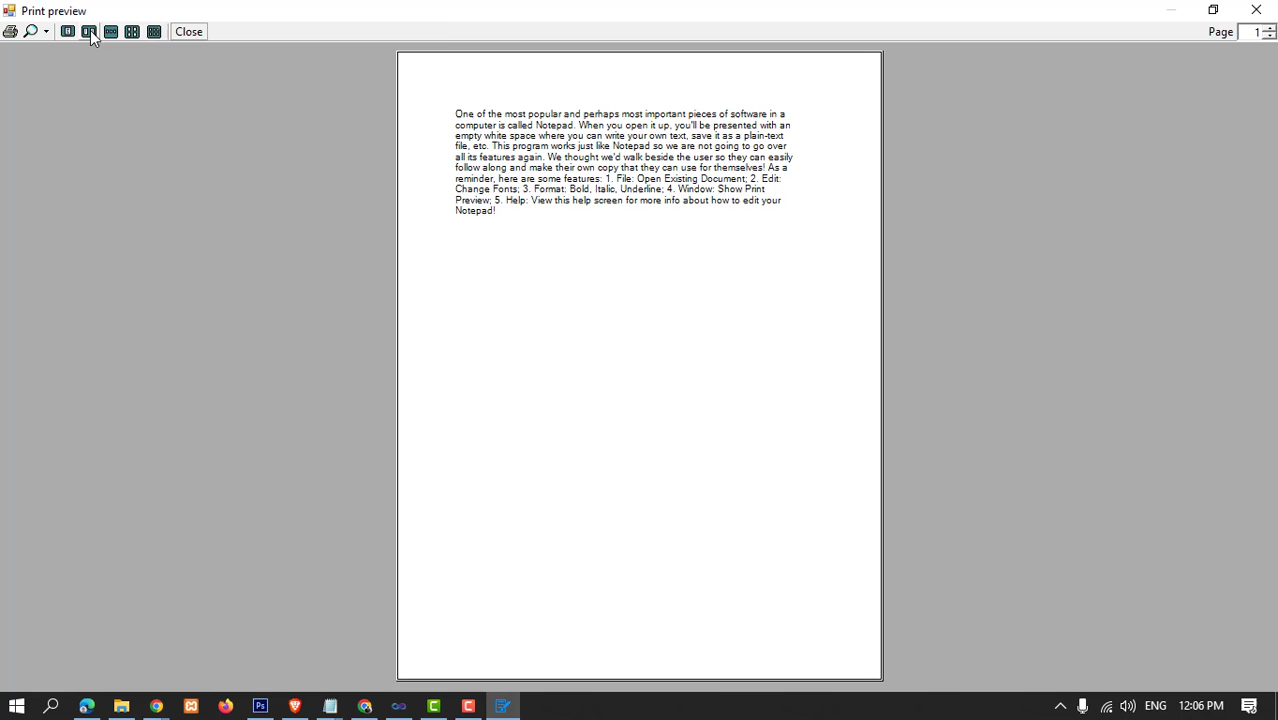 Print preview
Close
Page 1
One of the most popular and perhaps most important pieces of software in a
computer is called Notepad. When you open it up, you'll be presented with an
empty white space where you can write your own text, save it as a plain-text
file, etc. This program works just like Notepad so we are not going to go over
all its features again. We thought we'd walk beside the user so they can easily
follow along and make their own copy that they can use for themselves! As a
reminder, here are some features: 1. File: Open Existing Document; 2. Edit:
Change Fonts; 3. Format: Bold, Italic, Underline; 4. Window: Show Print
Preview; 5. Help: View this help screen for more info about how to edit your
Notepad!
Ps
ENG
12:06 PM